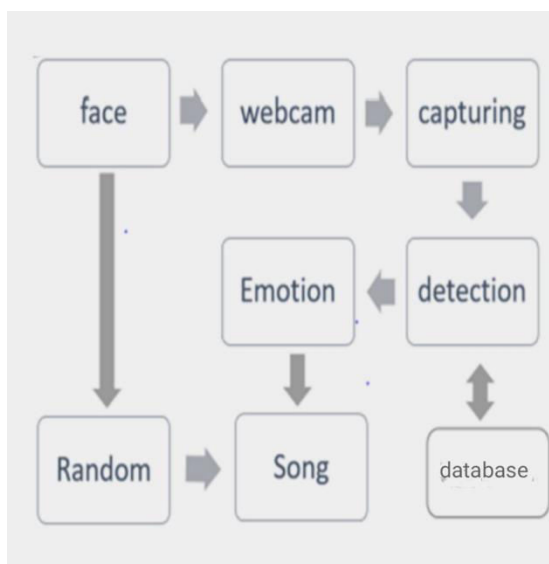 face
webcam
capturing
Emotion
detection
Random
Song
database